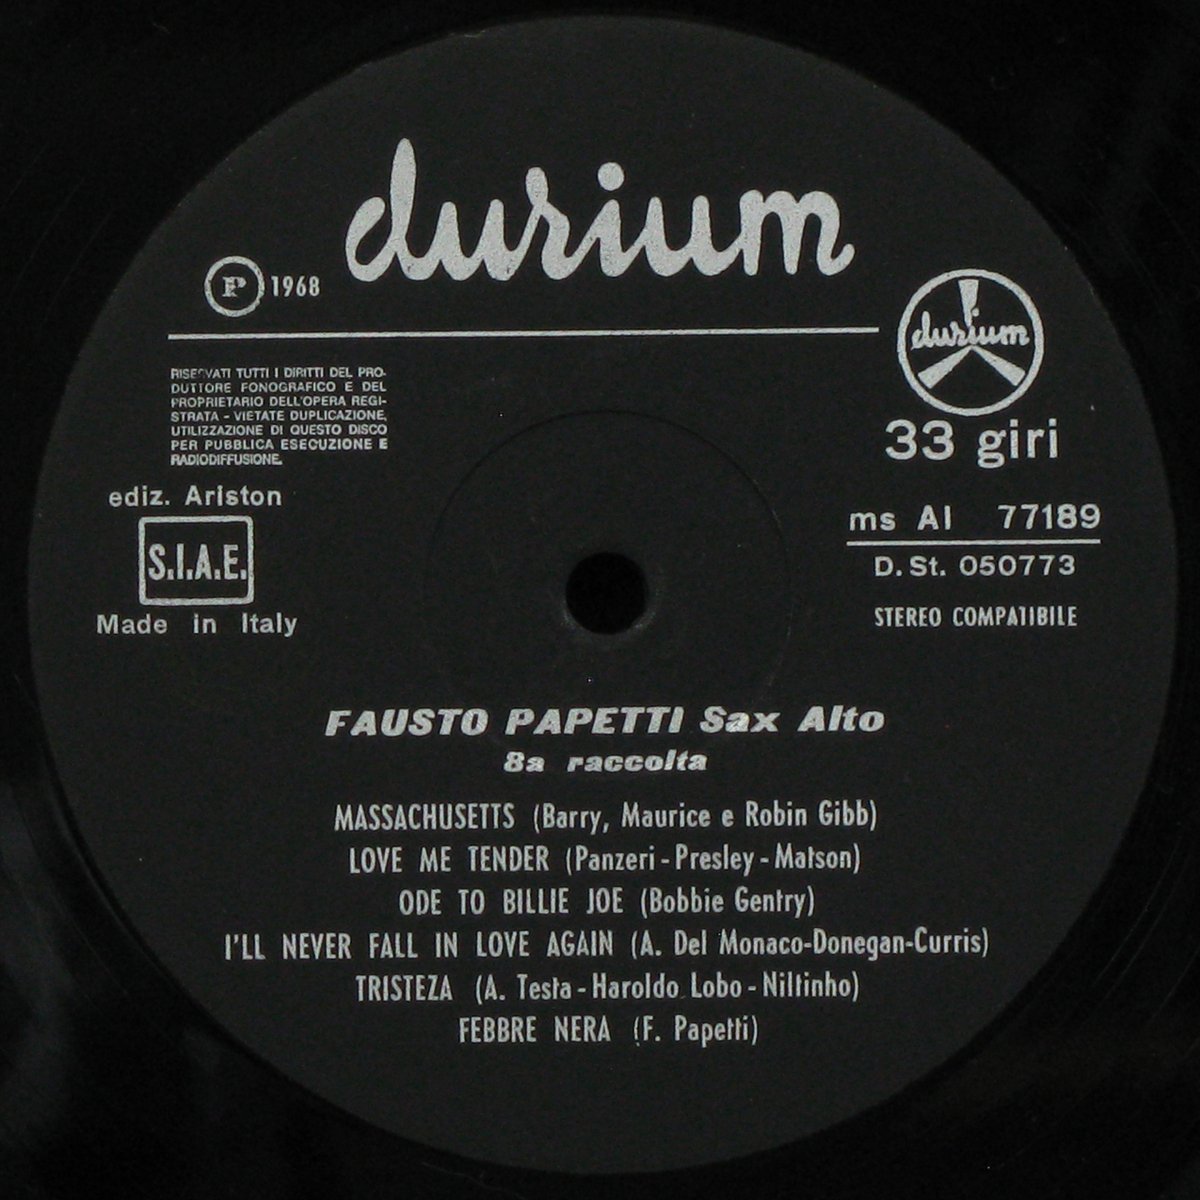 durium
P 1968
durium
RISERVATI TUTTI I DIRITTI DEL PRO-
DUTTORE FONOGRAFICO E DEL
PROPRIETARIO DELL'OPERA REGI-
STRATA - VIETATE DUPLICAZIONE,
UTILIZZAZIONE DI QUESTO DISCO
PER PUBBLICA ESECUZIONE E
RADIODIFFUSIONE.
33 giri
ediz. Ariston
S.I.A.E.
Made in Italy
ms AI 77189
D. St. 050773
STEREO COMPATIBILE
FAUSTO PAPETTI Sax Alto
8a raccolta
MASSACHUSETTS (Barry, Maurice e Robin Gibb)
LOVE ME TENDER (Panzeri - Presley - Matson)
ODE TO BILLIE JOE (Bobbie Gentry)
I'LL NEVER FALL IN LOVE AGAIN (A. Del Monaco-Donegan-Curris)
TRISTEZA (A. Testa - Haroldo Lobo - Niltinho)
FEBBRE NERA (F. Papetti)